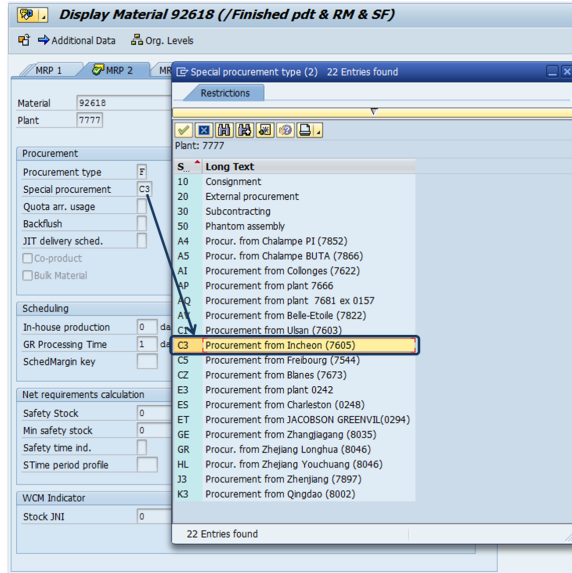 Display Material 92618 (/Finished pdt & RM & SF)
Additional Data Org. Levels
MRP 1 MRP 2 MR
Material 92618
Plant 7777
Procurement
Procurement type F
Special procurement C3
Quota arr. usage
Backflush
JIT delivery sched.
Co-product
Bulk Material
Scheduling
In-house production 0 da
GR Processing Time 1 da
SchedMargin key
Net requirements calculation
Safety Stock 0
Min safety stock 0
Safety time ind.
STime period profile
WCM Indicator
Stock JNI 0
Special procurement type (2) 22 Entries found
Restrictions
Plant: 7777
S... Long Text
10 Consignment
20 External procurement
30 Subcontracting
50 Phantom assembly
A4 Procur. from Chalampe PI (7852)
A5 Procur. from Chalampe BUTA (7866)
AI Procurement from Collonges (7622)
AP Procurement from plant 7666
AQ Procurement from plant 7681 ex 0157
Procurement from Belle-Etoile (7822)
Procurement from Ulsan (7603)
C3 Procurement from Incheon (7605)
C5 Procurement from Freibourg (7544)
CZ Procurement from Blanes (7673)
E3 Procurement from plant 0242
ES Procurement from Charleston (0248)
ET Procurement from JACOBSON GREENVIL(0294)
GE Procurement from Zhangjiagang (8035)
GR Procur. from Zhejiang Longhua (8046)
HL Procur. from Zhejiang Youchuang (8046)
J3 Procurement from Zhenjiang (7897)
K3 Procurement from Qingdao (8002)
22 Entries found